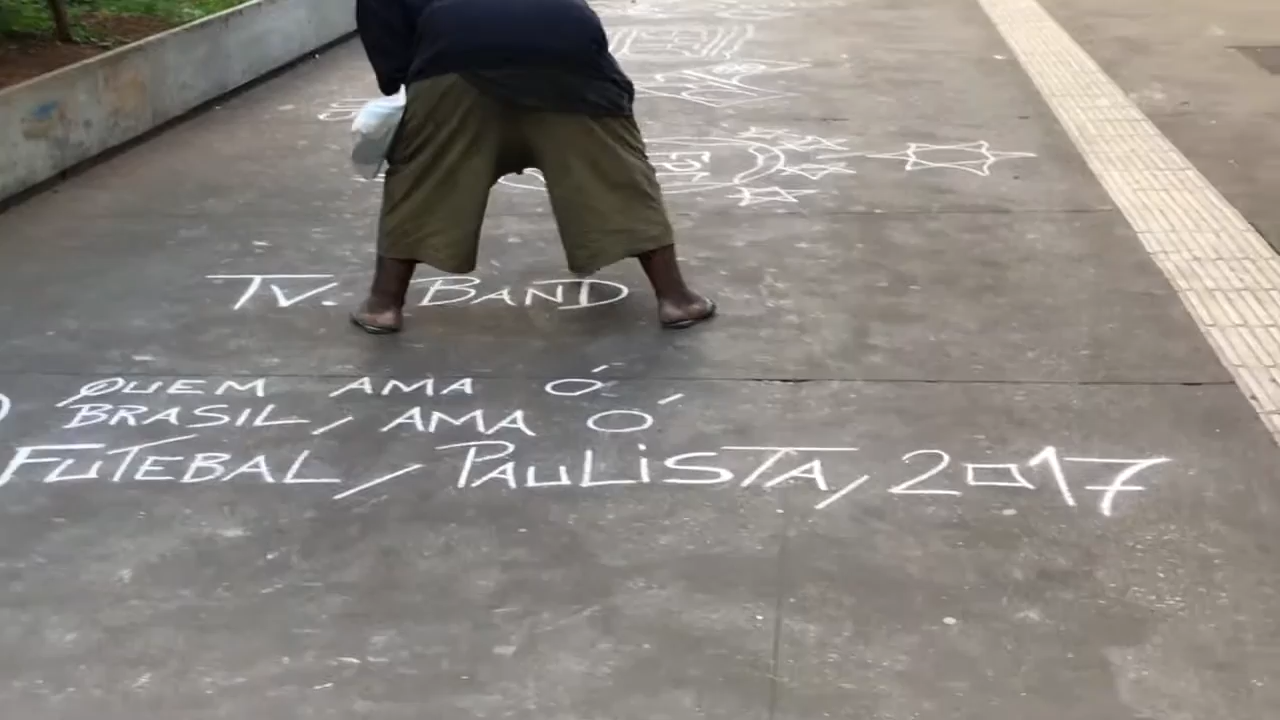 TV. BAND
QUEM AMA Ó
BRASIL, AMA Ó
FUTEBAL, PAULISTA, 2017